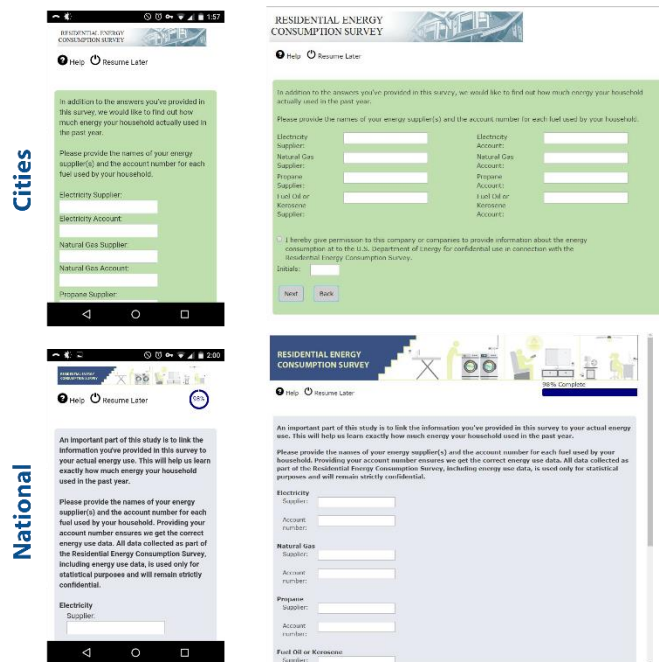 Cities
1:57
RESIDENTIAL ENERGY
CONSUMPTION SURVEY
Help Resume Later
In addition to the answers you've provided in
this survey, we would like to find out how
much energy your household actually used in
the past year.
Please provide the names of your energy
supplier(s) and the account number for each
fuel used by your household.
Electricity Supplier:
Electricity Account:
Natural Gas Supplier:
Natural Gas Account:
Propane Supplier:
RESIDENTIAL ENERGY
CONSUMPTION SURVEY
Help Resume Later
In addition to the answers you've provided in this survey, we would like to find out how much energy your household
actually used in the past year.
Please provide the names of your energy supplier(s) and the account number for each fuel used by your household.
Electricity Supplier: Electricity Account:
Natural Gas Supplier: Natural Gas Account:
Propane Supplier: Propane Account:
Fuel Oil or Kerosene Supplier: Fuel Oil or Kerosene Account:
I hereby give permission to this company or companies to provide information about the energy
consumption at to the U.S. Department of Energy for confidential use in connection with the
Residential Energy Consumption Survey.
Initials:
Next Back
National
2:00
RESIDENTIAL ENERGY
CONSUMPTION SURVEY
Help Resume Later 98%
An important part of this study is to link the
information you've provided in this survey to
your actual energy use. This will help us learn
exactly how much energy your household
used in the past year.
Please provide the names of your energy
supplier(s) and the account number for each
fuel used by your household. Providing your
account number ensures we get the correct
energy use data. All data collected as part of
the Residential Energy Consumption Survey,
including energy use data, is used only for
statistical purposes and will remain strictly
confidential.
Electricity
Supplier:
RESIDENTIAL ENERGY
CONSUMPTION SURVEY
Help Resume Later
98% Complete
An important part of this study is to link the information you've provided in this survey to your actual energy
use. This will help us learn exactly how much energy your household used in the past year.
Please provide the names of your energy supplier(s) and the account number for each fuel used by your
household. Providing your account number ensures we get the correct energy use data. All data collected as
part of the Residential Energy Consumption Survey, including energy use data, is used only for statistical
purposes and will remain strictly confidential.
Electricity
Supplier:
Account
number:
Natural Gas
Supplier:
Account
number:
Propane
Supplier:
Account
number:
Fuel Oil or Kerosene
Supplier: